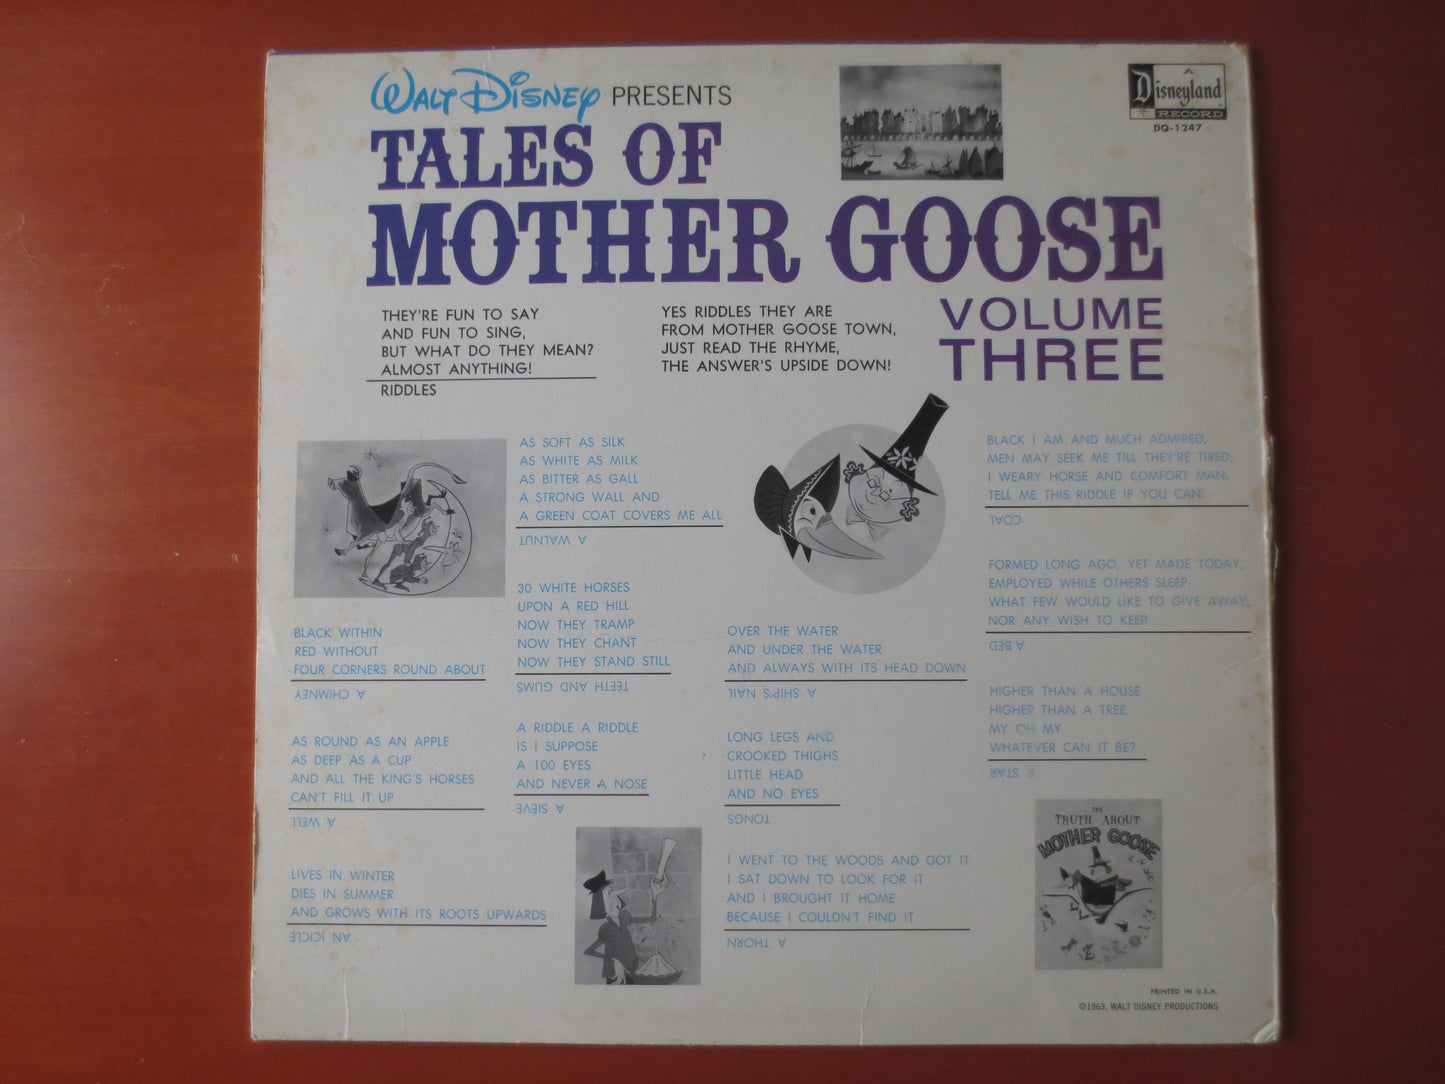 WALT DISNEY PRESENTS
TALES OF
MOTHER GOOSE
VOLUME
THREE
Disneyland
RECORD
DQ-1247
THEY'RE FUN TO SAY
AND FUN TO SING,
BUT WHAT DO THEY MEAN?
ALMOST ANYTHING!
RIDDLES
YES RIDDLES THEY ARE
FROM MOTHER GOOSE TOWN,
JUST READ THE RHYME,
THE ANSWER'S UPSIDE DOWN!
BLACK WITHIN
RED WITHOUT
FOUR CORNERS ROUND ABOUT
A CHIMNEY
AS ROUND AS AN APPLE
AS DEEP AS A CUP
AND ALL THE KING'S HORSES
CAN'T FILL IT UP
A WELL
LIVES IN WINTER
DIES IN SUMMER
AND GROWS WITH ITS ROOTS UPWARDS
AN ICICLE
AS SOFT AS SILK
AS WHITE AS MILK
AS BITTER AS GALL
A STRONG WALL AND
A GREEN COAT COVERS ME ALL
A WALNUT
30 WHITE HORSES
UPON A RED HILL
NOW THEY TRAMP
NOW THEY CHANT
NOW THEY STAND STILL
TEETH AND GUMS
A RIDDLE A RIDDLE
IS I SUPPOSE
A 100 EYES
AND NEVER A NOSE
A SIEVE
OVER THE WATER
AND UNDER THE WATER
AND ALWAYS WITH ITS HEAD DOWN
A SHIP'S NAIL
LONG LEGS AND
CROOKED THIGHS
LITTLE HEAD
AND NO EYES
TONGS
I WENT TO THE WOODS AND GOT IT
I SAT DOWN TO LOOK FOR IT
AND I BROUGHT IT HOME
BECAUSE I COULDN'T FIND IT
A THORN
BLACK I AM AND MUCH ADMIRED,
MEN MAY SEEK ME TILL THEY'RE TIRED;
I WEARY HORSE AND COMFORT MAN,
TELL ME THIS RIDDLE IF YOU CAN.
COAL
FORMED LONG AGO, YET MADE TODAY,
EMPLOYED WHILE OTHERS SLEEP;
WHAT FEW WOULD LIKE TO GIVE AWAY,
NOR ANY WISH TO KEEP
A BED
HIGHER THAN A HOUSE
HIGHER THAN A TREE
MY OH MY
WHATEVER CAN IT BE?
A STAR
THE
TRUTH ABOUT
MOTHER GOOSE
PRINTED IN U.S.A.
©1963, WALT DISNEY PRODUCTIONS